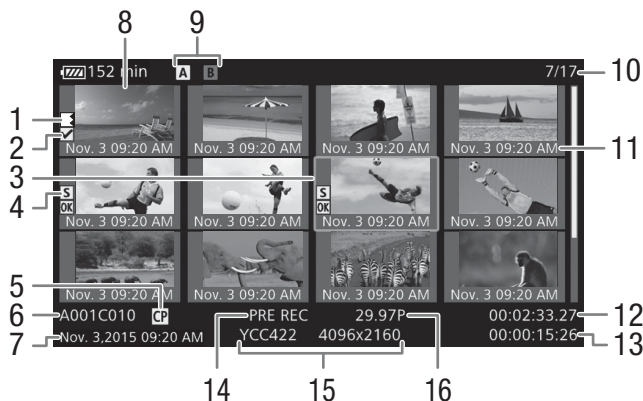 8 9
152 min A B 7/17 10
1
2
Nov. 3 09:20 AM Nov. 3 09:20 AM Nov. 3 09:20 AM Nov. 3 09:20 AM 11
3
4 S OK S OK
Nov. 3 09:20 AM Nov. 3 09:20 AM Nov. 3 09:20 AM Nov. 3 09:20 AM
5
Nov. 3 09:20 AM Nov. 3 09:20 AM Nov. 3 09:20 AM Nov. 3 09:20 AM
6 A001C010 CP PRE REC 29.97P 00:02:33.27 12
7 Nov. 3,2015 09:20 AM YCC422 4096x2160 00:00:15:26 13
14 15 16